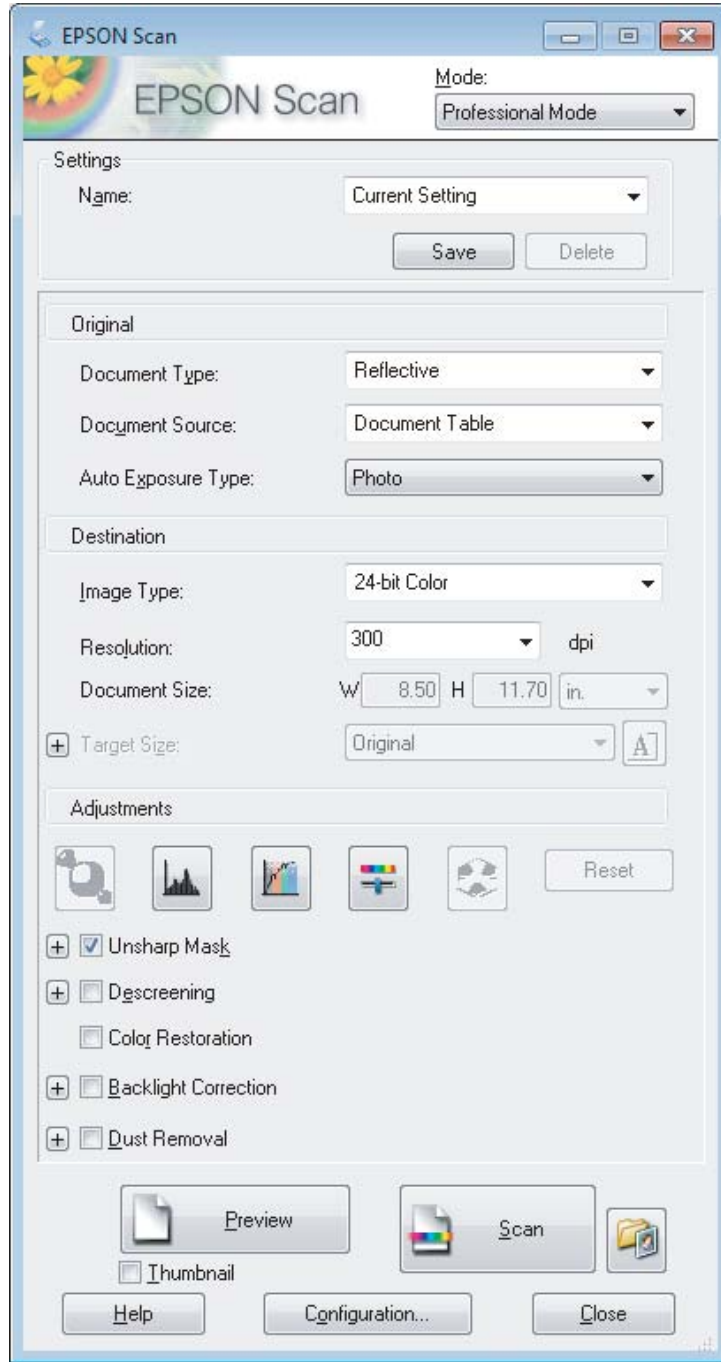 EPSON Scan
EPSON Scan
Mode:
Professional Mode
Settings
Name:
Current Setting
Save
Delete
Original
Document Type:
Reflective
Document Source:
Document Table
Auto Exposure Type:
Photo
Destination
Image Type:
24-bit Color
Resolution:
300
dpi
Document Size:
W 8.50 H 11.70 in.
Target Size:
Original
A
Adjustments
Reset
Unsharp Mask
Descreening
Color Restoration
Backlight Correction
Dust Removal
Preview
Scan
Thumbnail
Help
Configuration...
Close